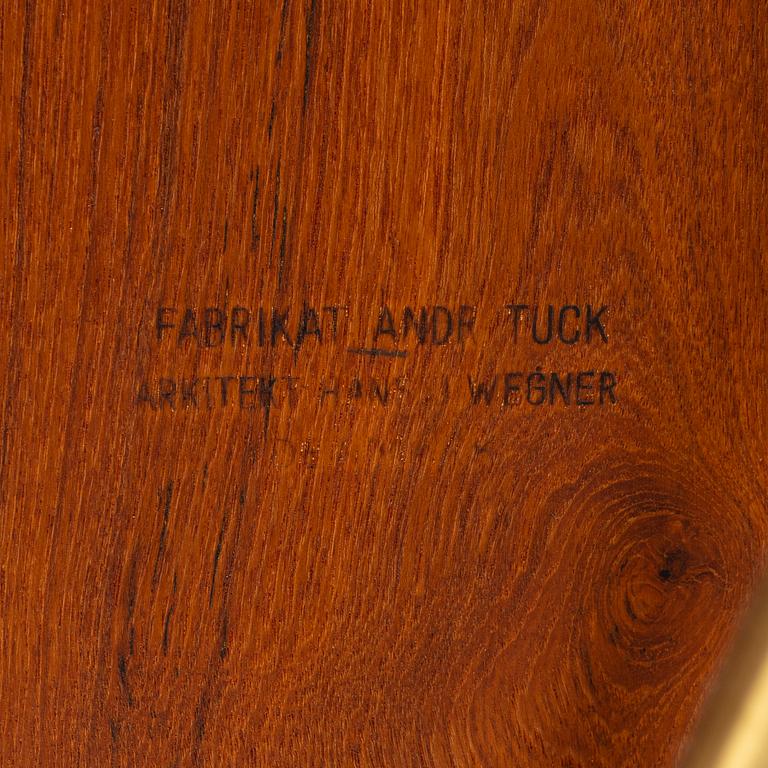 FABRIKAT ANDR TUCK
ARKITEKT HANS J WEGNER